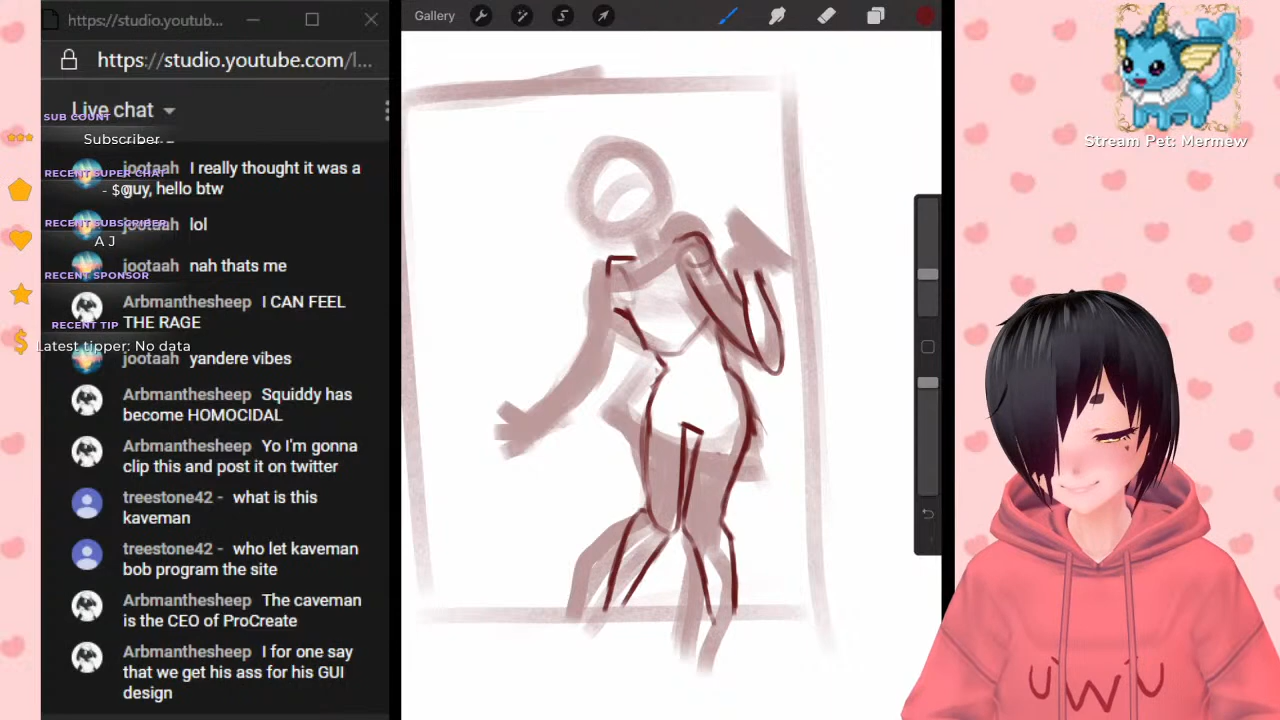 https://studio.youtub...
https://studio.youtube.com/l...
Live chat
SUB COUNT
Subscriber
jootaah I really thought it was a
guy, hello btw
RECENT SUPER CHAT
- $0
jootaah lol
RECENT SUBSCRIBER
A J
jootaah nah thats me
RECENT SPONSOR
Arbmanthesheep I CAN FEEL
THE RAGE
RECENT TIP
Latest tipper: No data
jootaah yandere vibes
Arbmanthesheep Squiddy has
become HOMOCIDAL
Arbmanthesheep Yo I'm gonna
clip this and post it on twitter
treestone42 - what is this
kaveman
treestone42 - who let kaveman
bob program the site
Arbmanthesheep The caveman
is the CEO of ProCreate
Arbmanthesheep I for one say
that we get his ass for his GUI
design
Gallery
Stream Pet: Mermew
UWU